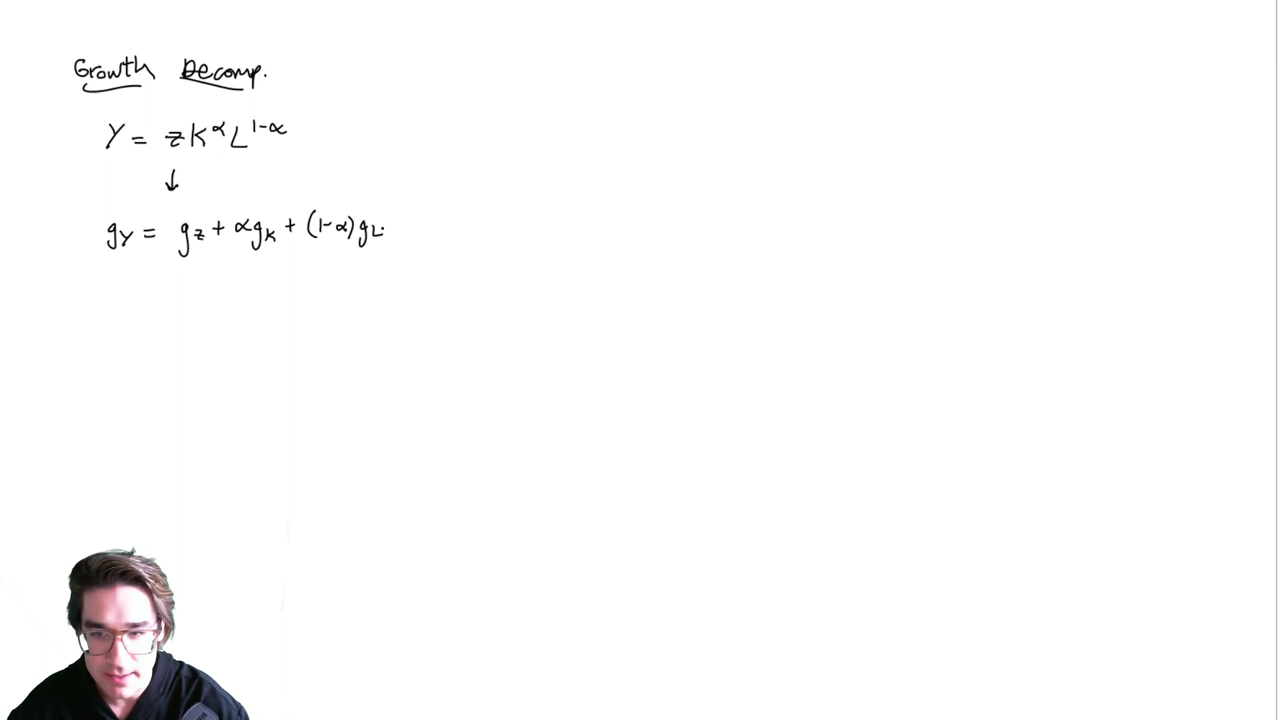 Growth Decomp.
Y = zK^α L^1-α
↓
gY = gz + αgK + (1-α)gL.